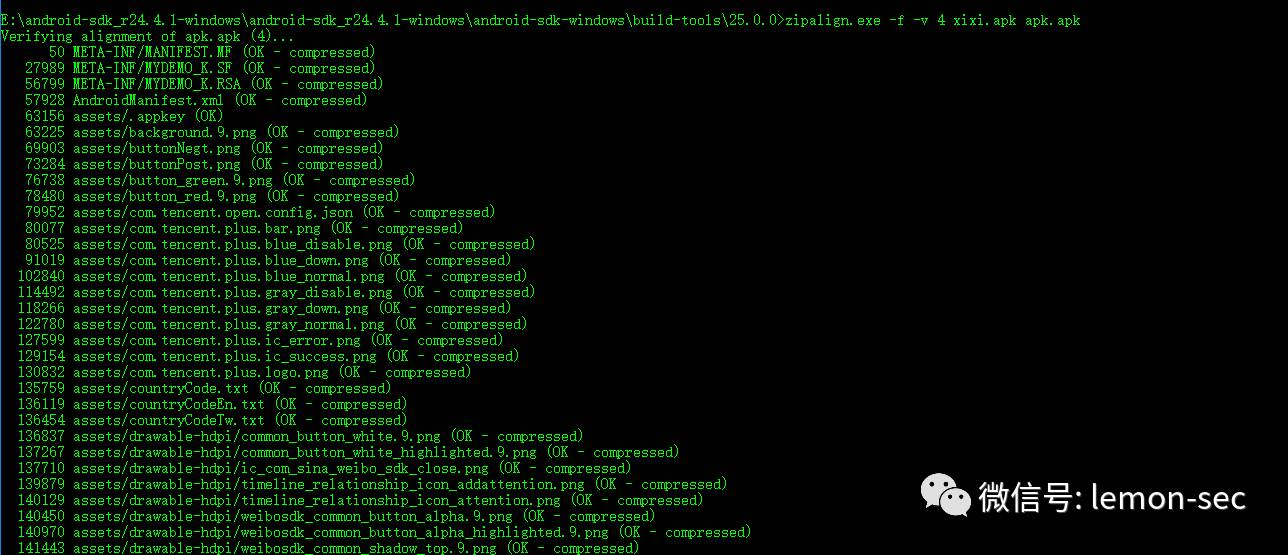 E:\android-sdk_r24.4.1-windows\android-sdk_r24.4.1-windows\android-sdk-windows\build-tools\25.0.0>zipalign.exe -f -v 4 xixi.apk apk.apk
Verifying alignment of apk.apk (4)...
50 META-INF/MANIFEST.MF (OK - compressed)
27989 META-INF/MYDEMO_K.SF (OK - compressed)
56799 META-INF/MYDEMO_K.RSA (OK - compressed)
57928 AndroidManifest.xml (OK - compressed)
63156 assets/.appkey (OK)
63225 assets/background.9.png (OK - compressed)
69903 assets/buttonNegt.png (OK - compressed)
73284 assets/buttonPost.png (OK - compressed)
76738 assets/button_green.9.png (OK - compressed)
78480 assets/button_red.9.png (OK - compressed)
79952 assets/com.tencent.open.config.json (OK - compressed)
80077 assets/com.tencent.plus.bar.png (OK - compressed)
80525 assets/com.tencent.plus.blue_disable.png (OK - compressed)
91019 assets/com.tencent.plus.blue_down.png (OK - compressed)
102840 assets/com.tencent.plus.blue_normal.png (OK - compressed)
114492 assets/com.tencent.plus.gray_disable.png (OK - compressed)
118266 assets/com.tencent.plus.gray_down.png (OK - compressed)
122780 assets/com.tencent.plus.gray_normal.png (OK - compressed)
127599 assets/com.tencent.plus.ic_error.png (OK - compressed)
129154 assets/com.tencent.plus.ic_success.png (OK - compressed)
130832 assets/com.tencent.plus.logo.png (OK - compressed)
135759 assets/countryCode.txt (OK - compressed)
136119 assets/countryCodeEn.txt (OK - compressed)
136454 assets/countryCodeTw.txt (OK - compressed)
136837 assets/drawable-hdpi/common_button_white.9.png (OK - compressed)
137267 assets/drawable-hdpi/common_button_white_highlighted.9.png (OK - compressed)
137710 assets/drawable-hdpi/ic_com_sina_weibo_sdk_close.png (OK - compressed)
139879 assets/drawable-hdpi/timeline_relationship_icon_addattention.png (OK - compressed)
140129 assets/drawable-hdpi/timeline_relationship_icon_attention.png (OK - compressed)
140450 assets/drawable-hdpi/weibosdk_common_button_alpha.9.png (OK - compressed)
140970 assets/drawable-hdpi/weibosdk_common_button_alpha_highlighted.9.png (OK - compressed)
141443 assets/drawable-hdpi/weibosdk_common_shadow_top.9.png (OK - compressed)
微信号: lemon-sec